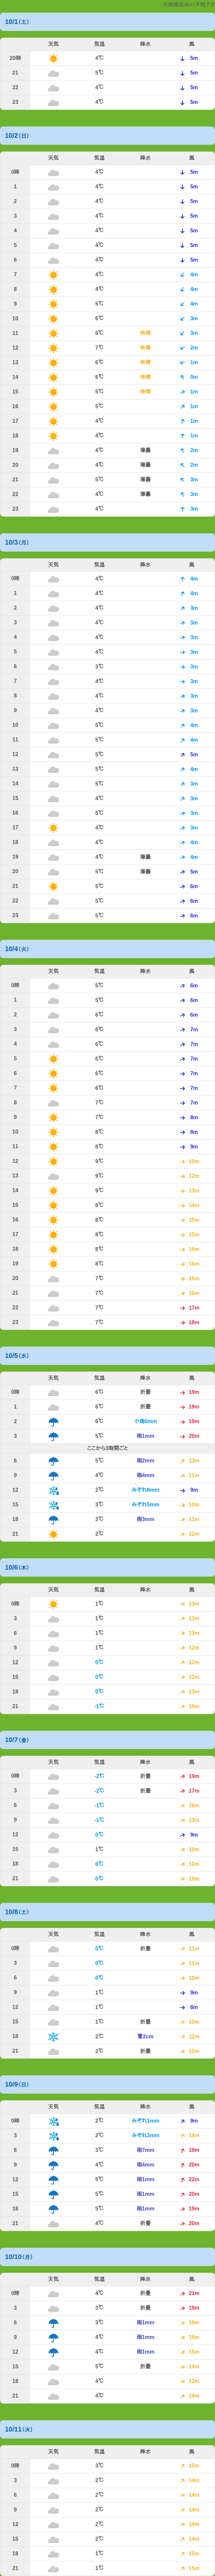 10/1(土)
天気 気温 降水 風
20時 4℃ 5m
21 5℃ 5m
22 4℃ 5m
23 4℃ 5m
10/2(日)
天気 気温 降水 風
0時 4℃ 5m
1 4℃ 5m
2 4℃ 5m
3 4℃ 5m
4 4℃ 5m
5 4℃ 5m
6 4℃ 5m
7 4℃ 4m
8 4℃ 4m
9 5℃ 4m
10 6℃ 3m
11 6℃ 快晴 3m
12 7℃ 快晴 2m
13 6℃ 快晴 1m
14 6℃ 快晴 0m
15 5℃ 快晴 1m
16 5℃ 1m
17 4℃ 1m
18 4℃ 1m
19 4℃ 薄曇 2m
20 4℃ 薄曇 2m
21 5℃ 薄曇 3m
22 4℃ 薄曇 3m
23 4℃ 3m
10/3(月)
天気 気温 降水 風
0時 4℃ 4m
1 4℃ 4m
2 4℃ 3m
3 4℃ 3m
4 4℃ 3m
5 4℃ 3m
6 3℃ 3m
7 4℃ 3m
8 4℃ 3m
9 4℃ 3m
10 5℃ 4m
11 5℃ 4m
12 5℃ 5m
13 5℃ 4m
14 5℃ 3m
15 4℃ 3m
16 5℃ 3m
17 4℃ 3m
18 4℃ 4m
19 4℃ 薄曇 4m
20 5℃ 薄曇 5m
21 5℃ 6m
22 5℃ 6m
23 5℃ 6m
10/4(火)
天気 気温 降水 風
0時 5℃ 6m
1 5℃ 6m
2 6℃ 6m
3 6℃ 7m
4 6℃ 7m
5 6℃ 7m
6 6℃ 7m
7 6℃ 7m
8 7℃ 7m
9 7℃ 8m
10 8℃ 8m
11 8℃ 9m
12 9℃ 10m
13 9℃ 12m
14 9℃ 13m
15 8℃ 14m
16 8℃ 15m
17 8℃ 15m
18 8℃ 16m
19 8℃ 16m
20 7℃ 16m
21 7℃ 16m
22 7℃ 17m
23 7℃ 18m
10/5(水)
天気 気温 降水 風
0時 6℃ 折曇 19m
1 6℃ 折曇 19m
2 6℃ 小雨0mm 19m
3 5℃ 雨1mm 20m
ここから3時間ごと
6 5℃ 雨2mm 13m
9 4℃ 雨4mm 11m
12 2℃ みぞれ8mm 9m
15 3℃ みぞれ5mm 10m
18 3℃ 雨3mm 11m
21 2℃ 12m
10/6(木)
天気 気温 降水 風
0時 1℃ 13m
3 1℃ 13m
6 1℃ 13m
9 1℃ 12m
12 0℃ 12m
15 0℃ 12m
18 0℃ 13m
21 -1℃ 16m
10/7(金)
天気 気温 降水 風
0時 -2℃ 折曇 19m
3 -2℃ 折曇 17m
6 -1℃ 16m
9 -1℃ 13m
12 0℃ 9m
15 1℃ 10m
18 0℃ 10m
21 0℃ 10m
10/8(土)
天気 気温 降水 風
0時 0℃ 折曇 11m
3 0℃ 11m
6 0℃ 10m
9 1℃ 9m
12 1℃ 8m
15 1℃ 折曇 10m
18 2℃ 雪2cm 12m
21 2℃ 折曇 10m
10/9(日)
天気 気温 降水 風
0時 2℃ みぞれ1mm 9m
3 2℃ みぞれ3mm 14m
6 3℃ 雨7mm 19m
9 4℃ 雨4mm 20m
12 5℃ 雨1mm 22m
15 5℃ 雨1mm 20m
18 5℃ 雨1mm 19m
21 4℃ 折曇 20m
10/10(月)
天気 気温 降水 風
0時 4℃ 折曇 21m
3 3℃ 折曇 19m
6 3℃ 雨1mm 16m
9 4℃ 雨1mm 16m
12 4℃ 雨1mm 15m
15 5℃ 折曇 14m
18 4℃ 13m
21 4℃ 14m
10/11(火)
天気 気温 降水 風
0時 3℃ 15m
3 2℃ 14m
6 2℃ 14m
9 2℃ 14m
12 2℃ 14m
15 2℃ 14m
18 1℃ 15m
21 1℃ 15m